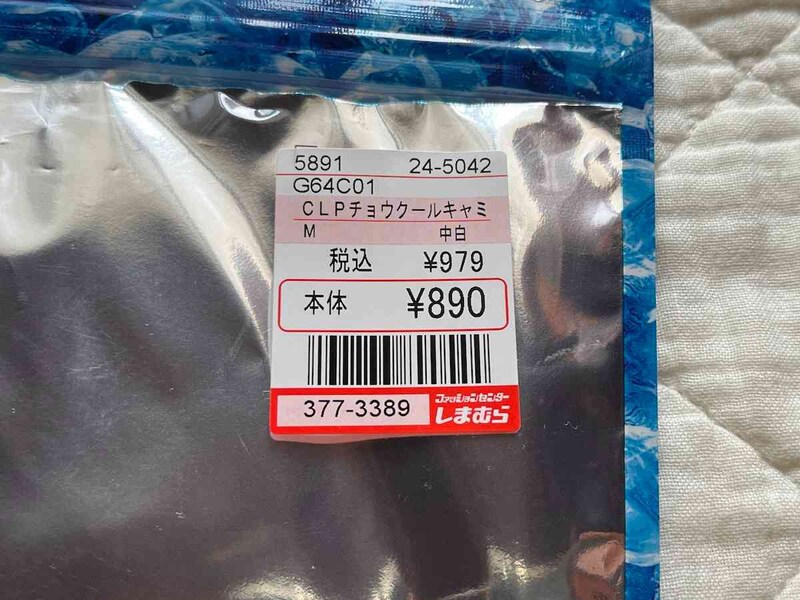 5891 24-5042
G64C01
CLPチョウクールキャミ
M 中白
税込 ¥979
本体 ¥890
377-3389
ファッションセンター
しまむら